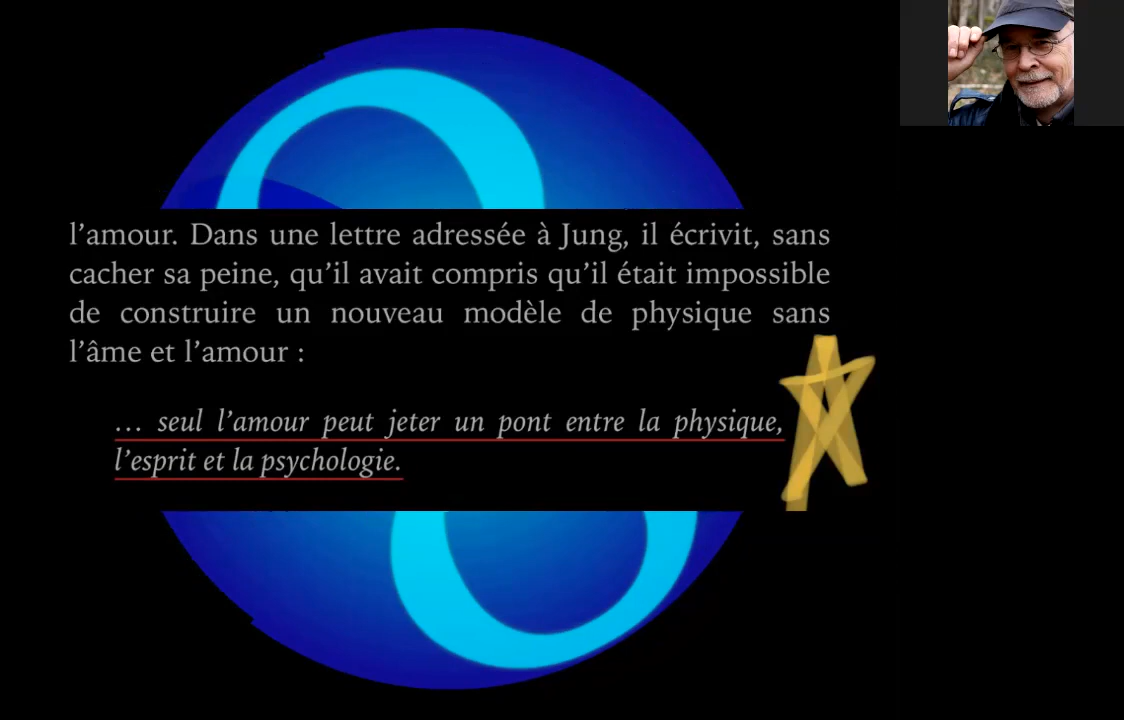 l’amour. Dans une lettre adressée à Jung, il écrivit, sans
cacher sa peine, qu’il avait compris qu’il était impossible
de construire un nouveau modèle de physique sans
l’âme et l’amour :
… seul l’amour peut jeter un pont entre la physique,
l’esprit et la psychologie.